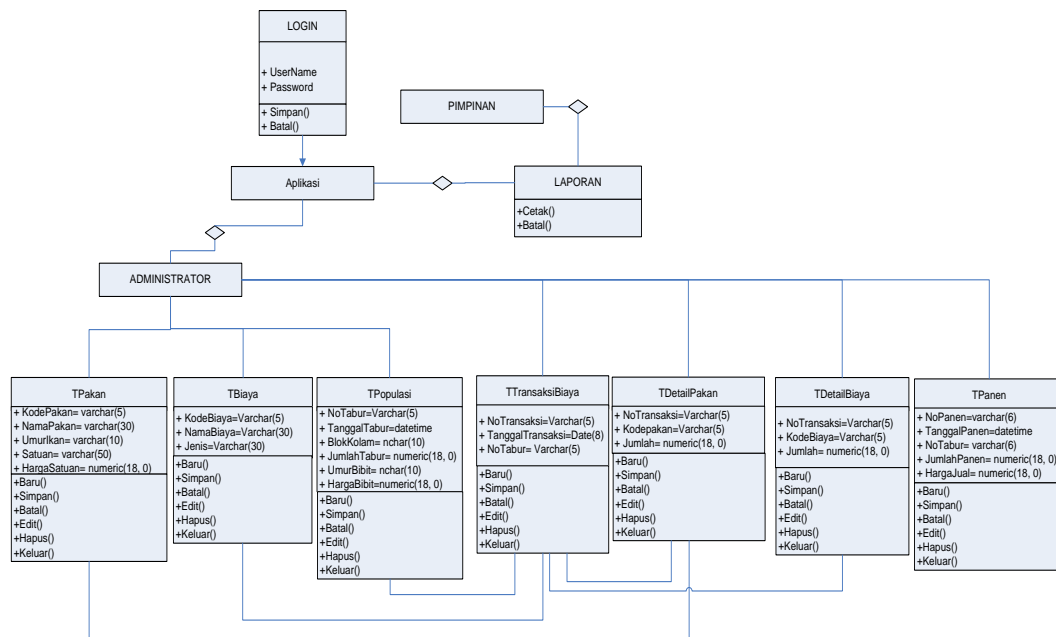 LOGIN
+ UserName
+ Password
+ Simpan()
+ Batal()
PIMPINAN
Aplikasi
LAPORAN
+Cetak()
+Batal()
ADMINISTRATOR
TPakan
+ KodePakan= varchar(5)
+ NamaPakan= varchar(30)
+ UmurIkan= varchar(10)
+ Satuan= varchar(50)
+ HargaSatuan= numeric(18, 0)
+Baru()
+Simpan()
+Batal()
+Edit()
+Hapus()
+Keluar()
TBiaya
+ KodeBiaya=Varchar(5)
+ NamaBiaya=Varchar(30)
+ Jenis=Varchar(30)
+Baru()
+Simpan()
+Batal()
+Edit()
+Hapus()
+Keluar()
TPopulasi
+ NoTabur=Varchar(5)
+ TanggalTabur=datetime
+ BlokKolam= nchar(10)
+ JumlahTabur= numeric(18, 0)
+ UmurBibit= nchar(10)
+ HargaBibit=numeric(18, 0)
+Baru()
+Simpan()
+Batal()
+Edit()
+Hapus()
+Keluar()
TTransaksiBiaya
+ NoTransaksi=Varchar(5)
+ TanggalTransaksi=Date(8)
+ NoTabur= Varchar(5)
+Baru()
+Simpan()
+Batal()
+Edit()
+Hapus()
+Keluar()
TDetailPakan
+ NoTransaksi=Varchar(5)
+ Kodepakan=Varchar(5)
+ Jumlah= numeric(18, 0)
+Baru()
+Simpan()
+Batal()
+Edit()
+Hapus()
+Keluar()
TDetailBiaya
+ NoTransaksi=Varchar(5)
+ KodeBiaya=Varchar(5)
+ Jumlah= numeric(18, 0)
+Baru()
+Simpan()
+Batal()
+Edit()
+Hapus()
+Keluar()
TPanen
+ NoPanen=varchar(6)
+ TanggalPanen=datetime
+ NoTabur= varchar(6)
+ JumlahPanen= numeric(18, 0)
+ HargaJual= numeric(18, 0)
+Baru()
+Simpan()
+Batal()
+Edit()
+Hapus()
+Keluar()